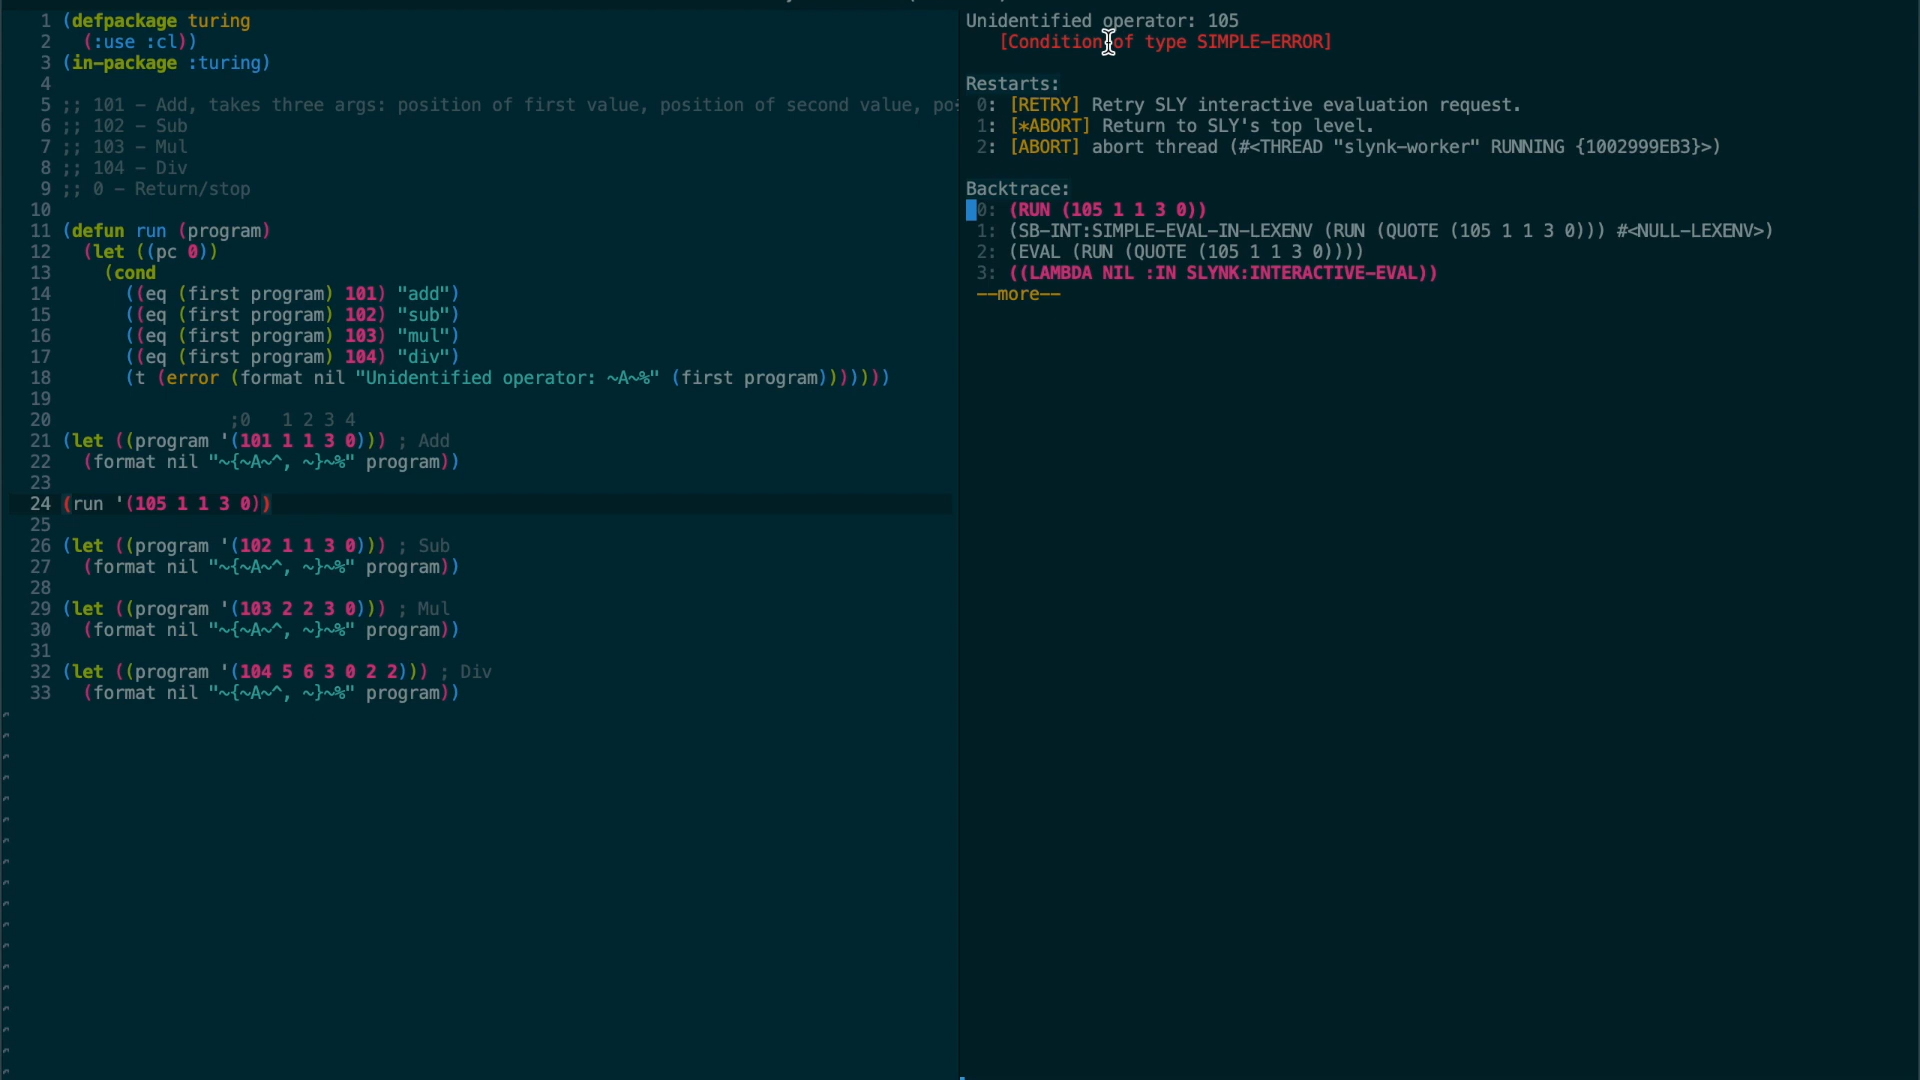 1 (defpackage turing
2   (:use :cl))
3 (in-package :turing)
4
5 ;; 101 - Add, takes three args: position of first value, position of second value,
6 ;; 102 - Sub
7 ;; 103 - Mul
8 ;; 104 - Div
9 ;; 0 - Return/stop
10
11 (defun run (program)
12   (let ((pc 0))
13     (cond
14       ((eq (first program) 101) "add")
15       ((eq (first program) 102) "sub")
16       ((eq (first program) 103) "mul")
17       ((eq (first program) 104) "div")
18       (t (error (format nil "Unidentified operator: ~A~%" (first program)))))))
19
20                 ;0   1 2 3 4
21 (let ((program '(101 1 1 3 0))) ; Add
22   (format nil "~{~A~^, ~}~%" program))
23
24 (run '(105 1 1 3 0))
25
26 (let ((program '(102 1 1 3 0))) ; Sub
27   (format nil "~{~A~^, ~}~%" program))
28
29 (let ((program '(103 2 2 3 0))) ; Mul
30   (format nil "~{~A~^, ~}~%" program))
31
32 (let ((program '(104 5 6 3 0 2 2))) ; Div
33   (format nil "~{~A~^, ~}~%" program))
Unidentified operator: 105
   [Condition of type SIMPLE-ERROR]

Restarts:
 0: [RETRY] Retry SLY interactive evaluation request.
 1: [*ABORT] Return to SLY's top level.
 2: [ABORT] abort thread (#<THREAD "slynk-worker" RUNNING {1002999EB3}>)

Backtrace:
 0: (RUN (105 1 1 3 0))
 1: (SB-INT:SIMPLE-EVAL-IN-LEXENV (RUN (QUOTE (105 1 1 3 0))) #<NULL-LEXENV>)
 2: (EVAL (RUN (QUOTE (105 1 1 3 0))))
 3: ((LAMBDA NIL :IN SLYNK:INTERACTIVE-EVAL))
 --more--